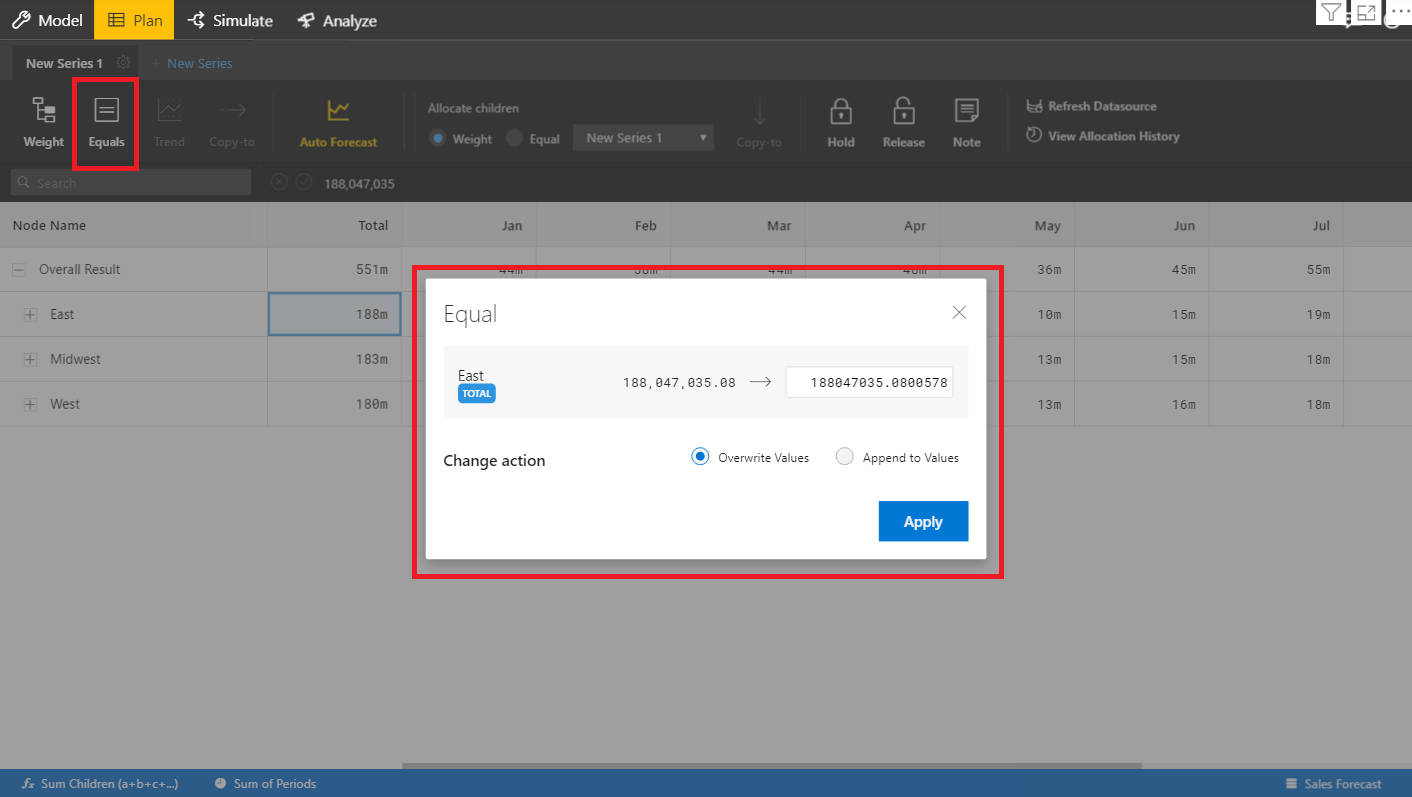 Model Plan Simulate Analyze
New Series 1 + New Series
Weight Equals Trend Copy-to Auto Forecast
Allocate children
Weight Equal New Series 1
Copy-to Hold Release Note
Refresh Datasource
View Allocation History
Search 188,047,035
Node Name Total Jan Feb Mar Apr May Jun Jul
Overall Result 551m 44m 38m 44m 46m 36m 45m 55m
East 188m 10m 15m 19m
Midwest 183m 13m 15m 18m
West 180m 13m 16m 18m
Equal
East 188,047,035.08 188047035.0800578
TOTAL
Change action Overwrite Values Append to Values
Apply
fx Sum Children (a+b+c+...) Sum of Periods Sales Forecast